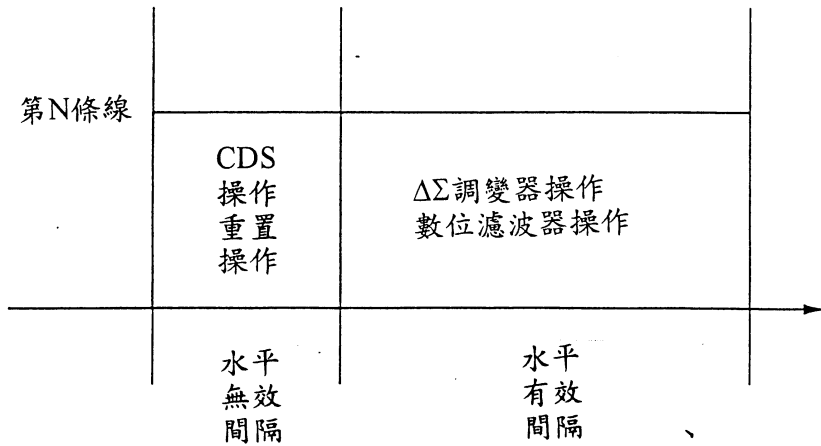 第N條線
CDS
操作
重置
操作
ΔΣ調變器操作
數位濾波器操作
水平
無效
間隔
水平
有效
間隔